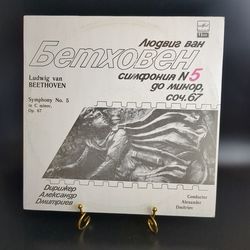 Людвиг ван
Бетховен
симфония N 5
до минор,
соч. 67
Ludwig van
BEETHOVEN
Symphony No. 5
in C minor,
Op. 67
Дирижер
Александр
Дмитриев
Conductor
Alexander
Dmitriev